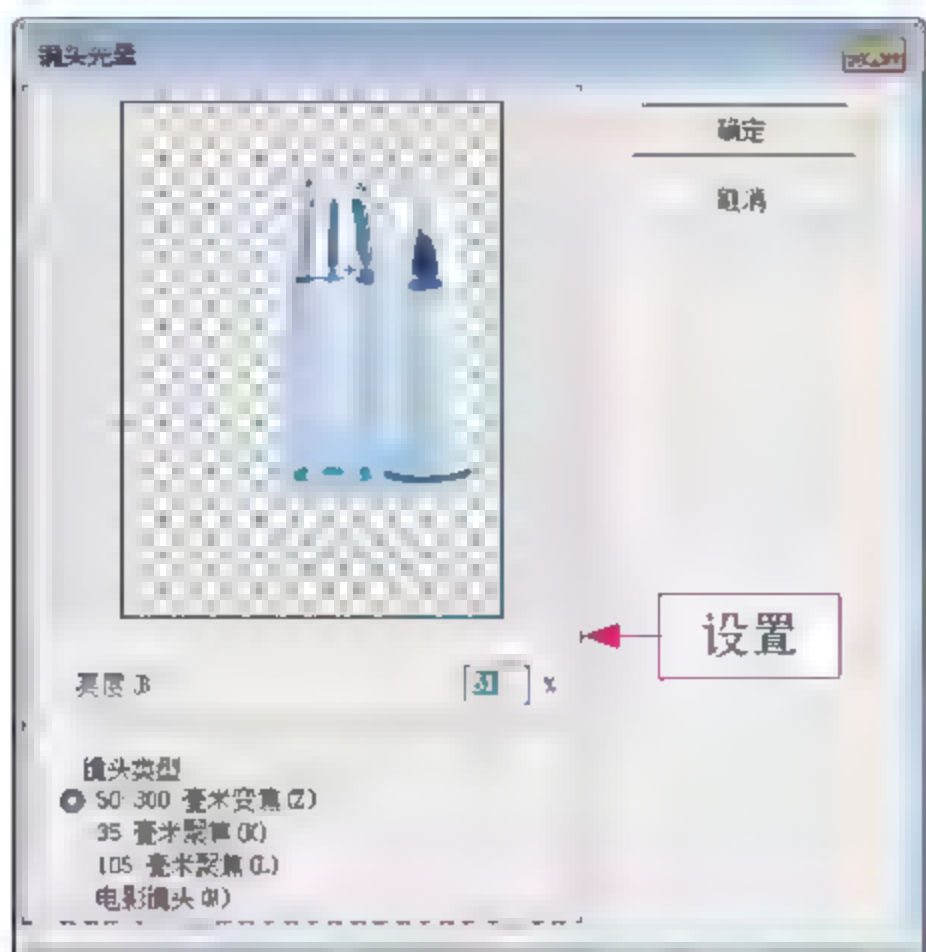 镜头光晕
确定
取消
设置
亮度 B
31 %
镜头类型
50-300 毫米变焦(Z)
35 毫米聚焦(K)
105 毫米聚焦(L)
电影镜头(M)